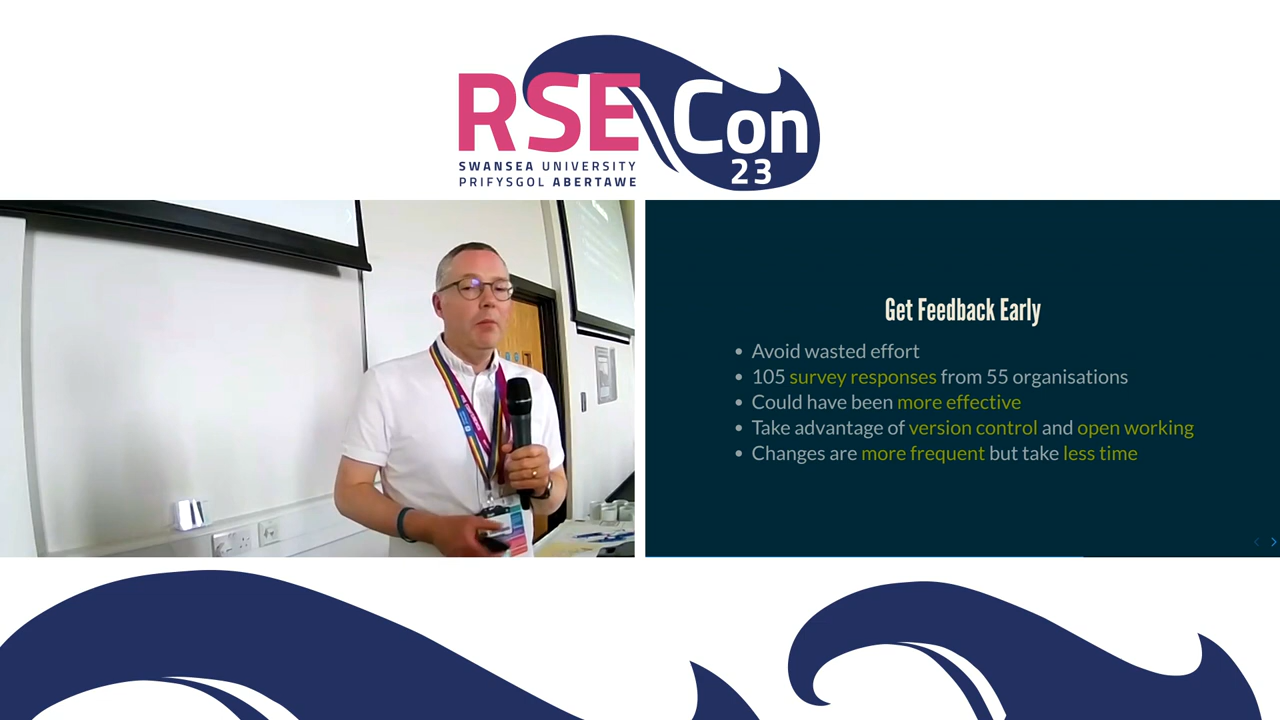 RSE Con
23
SWANSEA UNIVERSITY
PRIFYSGOL ABERTAWE
Get Feedback Early
Avoid wasted effort
105 survey responses from 55 organisations
Could have been more effective
Take advantage of version control and open working
Changes are more frequent but take less time